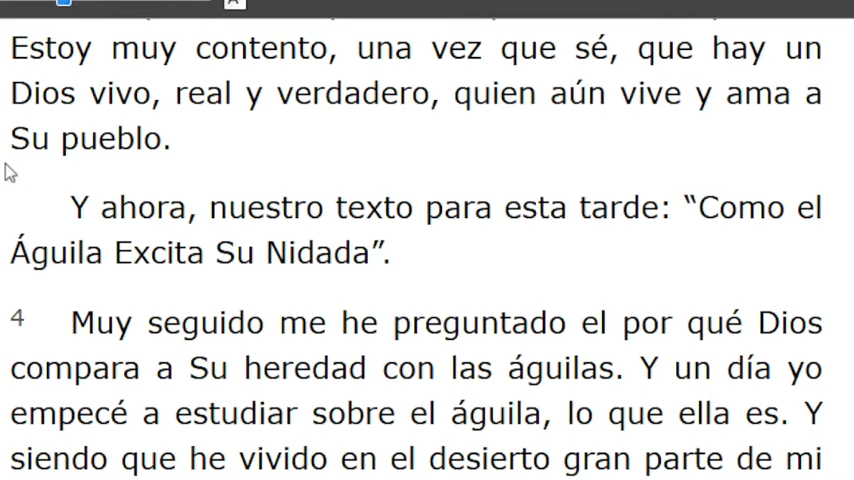 Estoy muy contento, una vez que sé, que hay un
Dios vivo, real y verdadero, quien aún vive y ama a
Su pueblo.
Y ahora, nuestro texto para esta tarde: “Como el
Águila Excita Su Nidada”.
4 Muy seguido me he preguntado el por qué Dios
compara a Su heredad con las águilas. Y un día yo
empecé a estudiar sobre el águila, lo que ella es. Y
siendo que he vivido en el desierto gran parte de mi